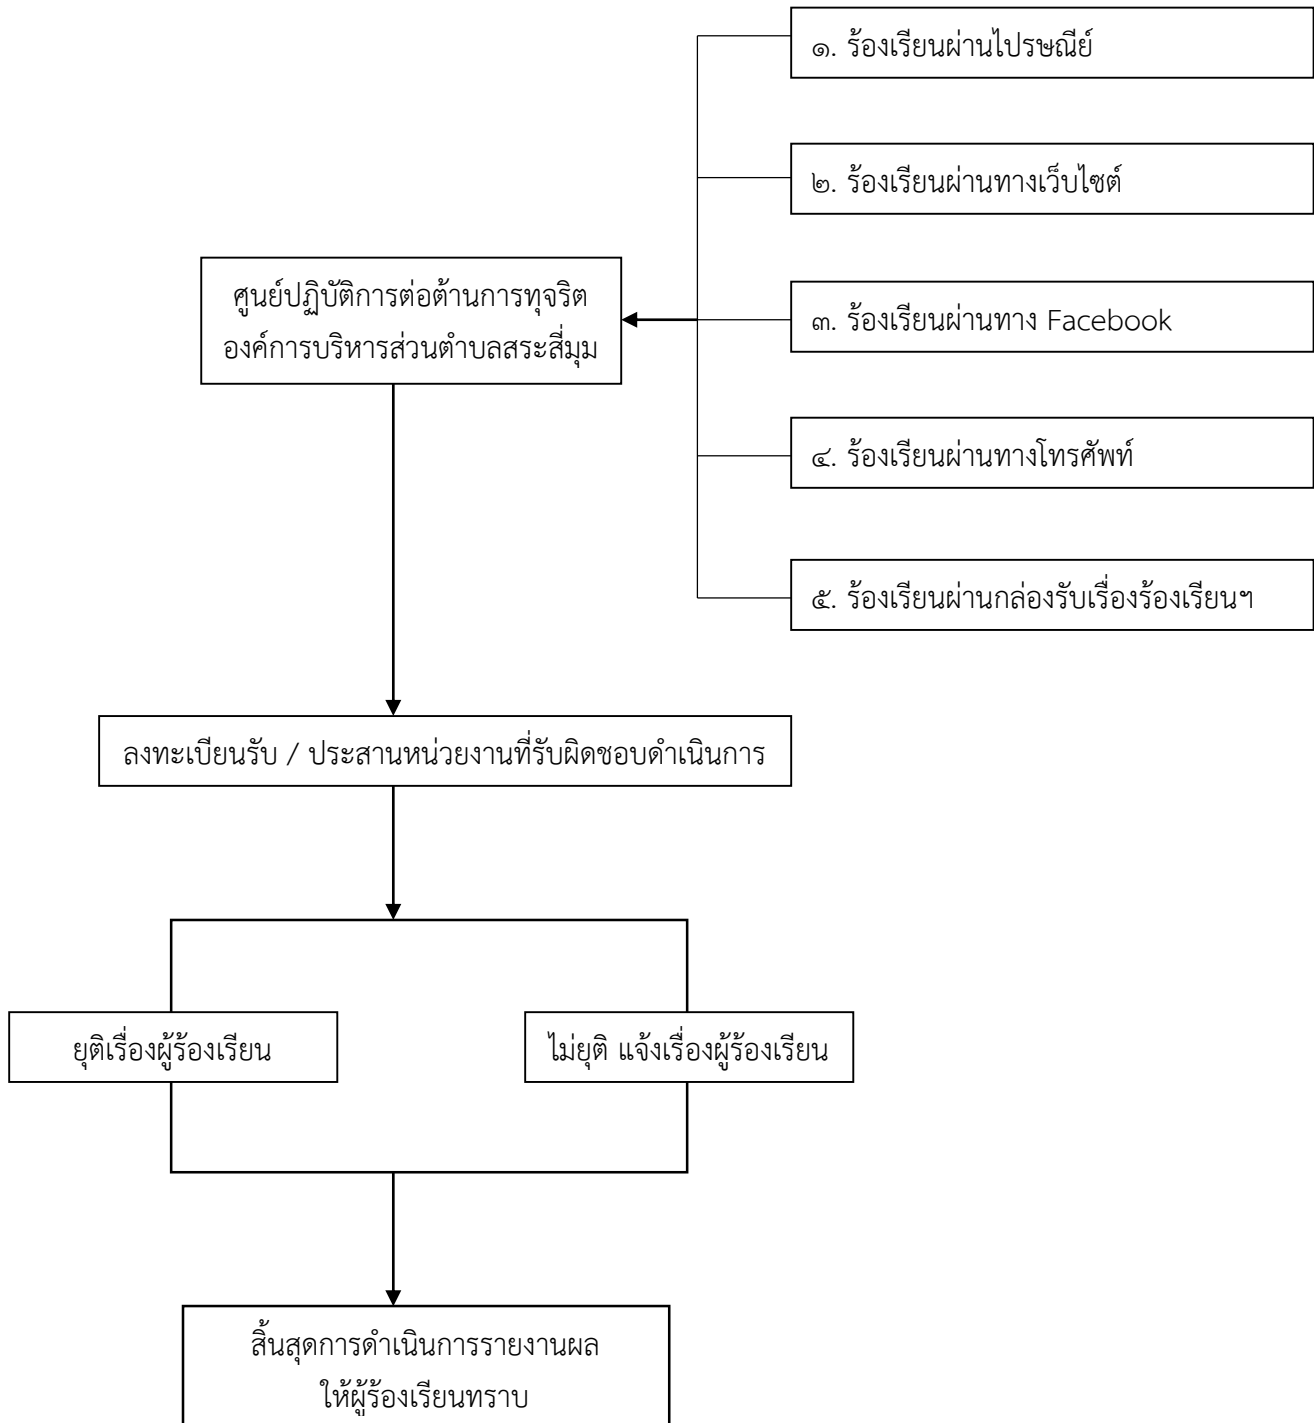 ๑. ร้องเรียนผ่านไปรษณีย์
๒. ร้องเรียนผ่านทางเว็บไซต์
ศูนย์ปฏิบัติการต่อต้านการทุจริต
องค์การบริหารส่วนตำบลสระสี่มุม
๓. ร้องเรียนผ่านทาง Facebook
๔. ร้องเรียนผ่านทางโทรศัพท์
๕. ร้องเรียนผ่านกล่องรับเรื่องร้องเรียนฯ
ลงทะเบียนรับ / ประสานหน่วยงานที่รับผิดชอบดำเนินการ
ยุติเรื่องผู้ร้องเรียน
ไม่ยุติ แจ้งเรื่องผู้ร้องเรียน
สิ้นสุดการดำเนินการรายงานผล
ให้ผู้ร้องเรียนทราบ